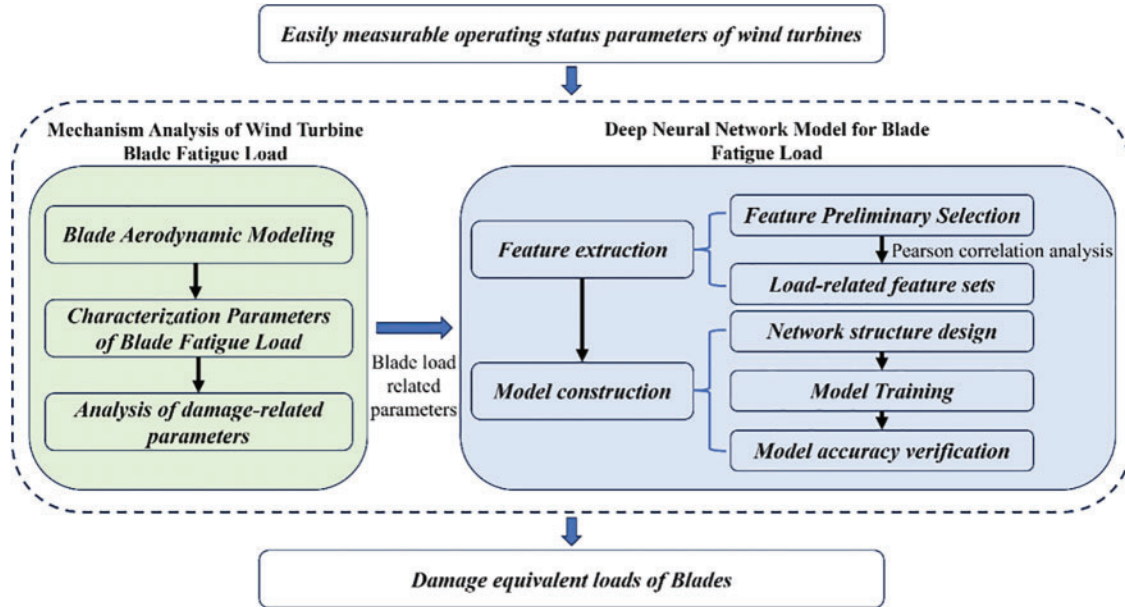 Easily measurable operating status parameters of wind turbines
Mechanism Analysis of Wind Turbine
Blade Fatigue Load
Blade Aerodynamic Modeling
Characterization Parameters
of Blade Fatigue Load
Analysis of damage-related
parameters
Blade load
related
parameters
Deep Neural Network Model for Blade
Fatigue Load
Feature extraction
Feature Preliminary Selection
Pearson correlation analysis
Load-related feature sets
Model construction
Network structure design
Model Training
Model accuracy verification
Damage equivalent loads of Blades